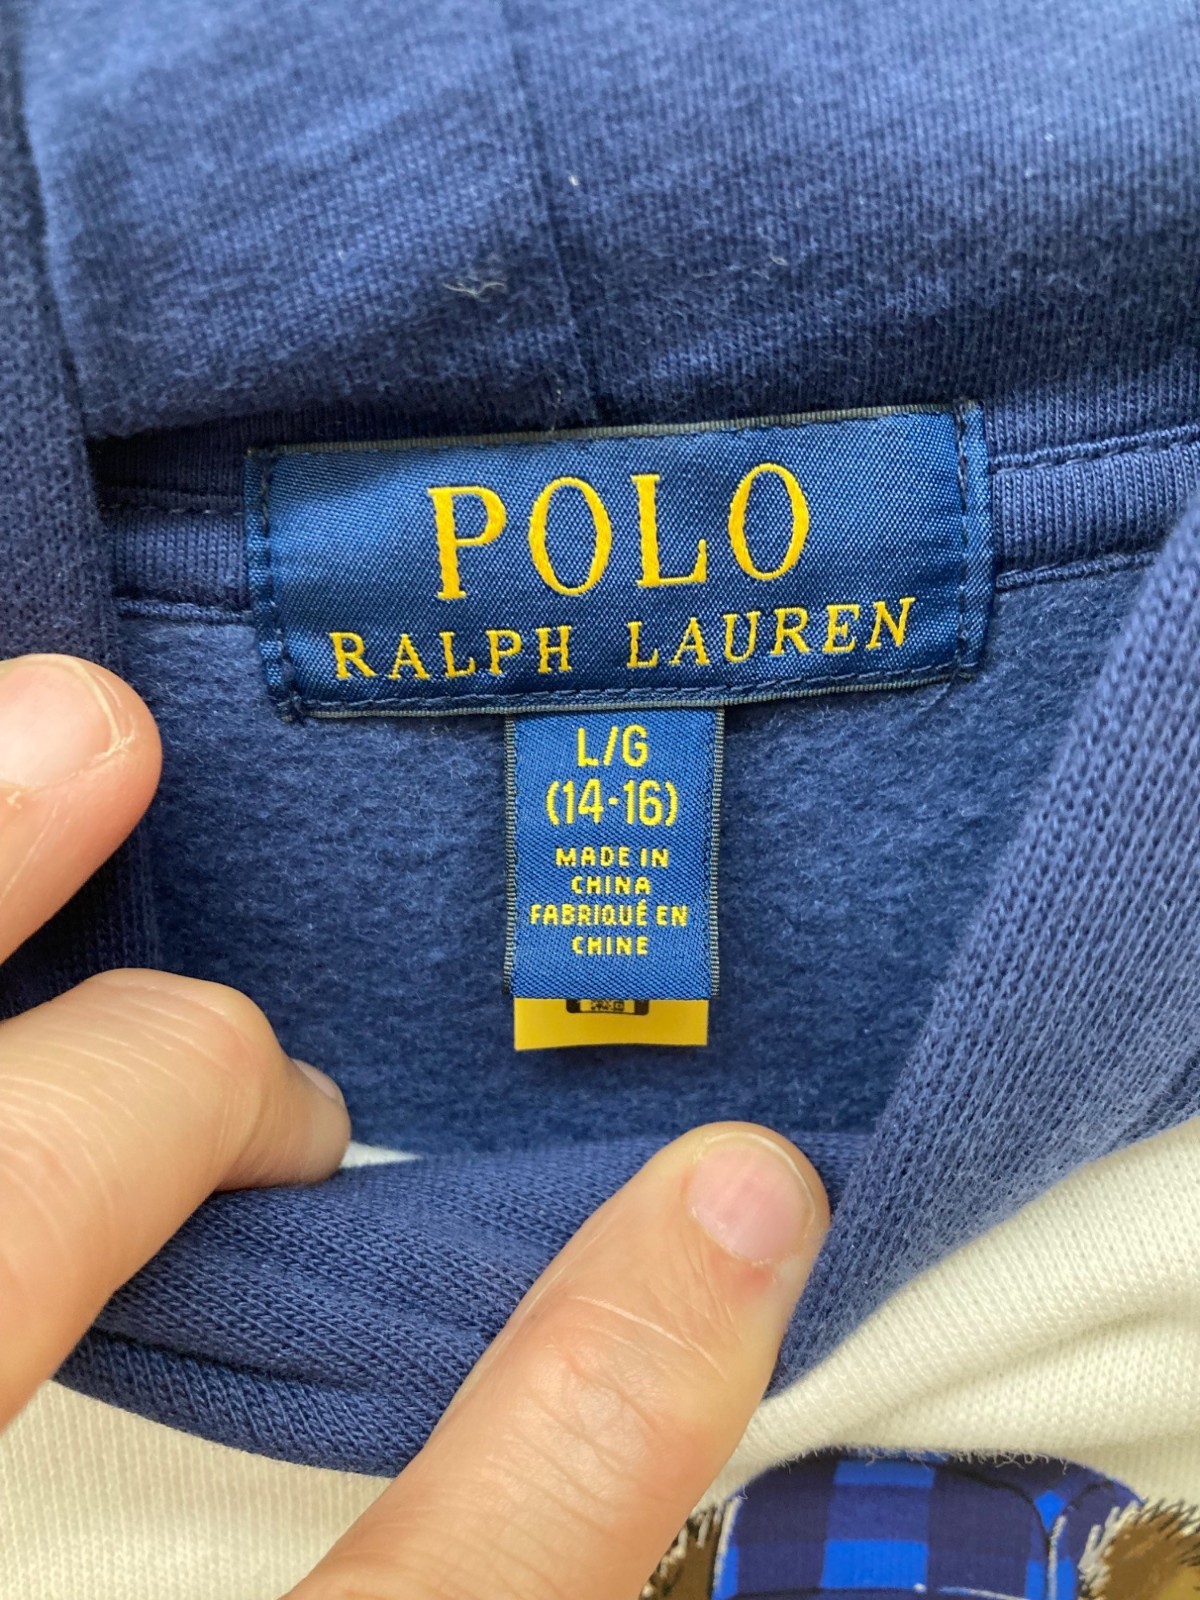 POLO
RALPH LAUREN
L/G
(14-16)
MADE IN
CHINA
FABRIQUÉ EN
CHINE